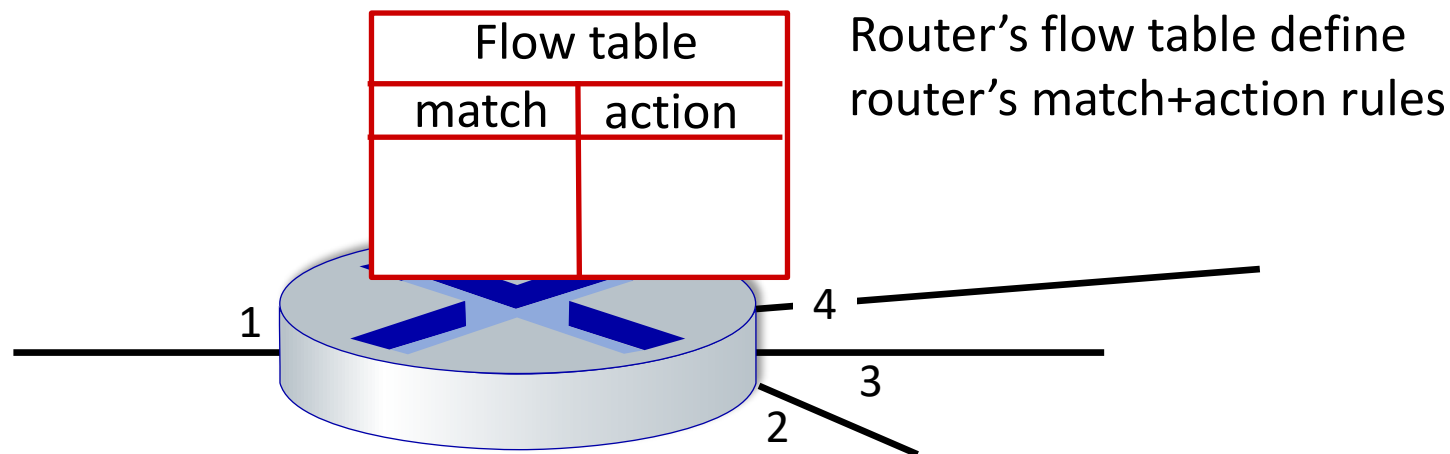 Flow table
match action
Router’s flow table define
router’s match+action rules
1
4
3
2